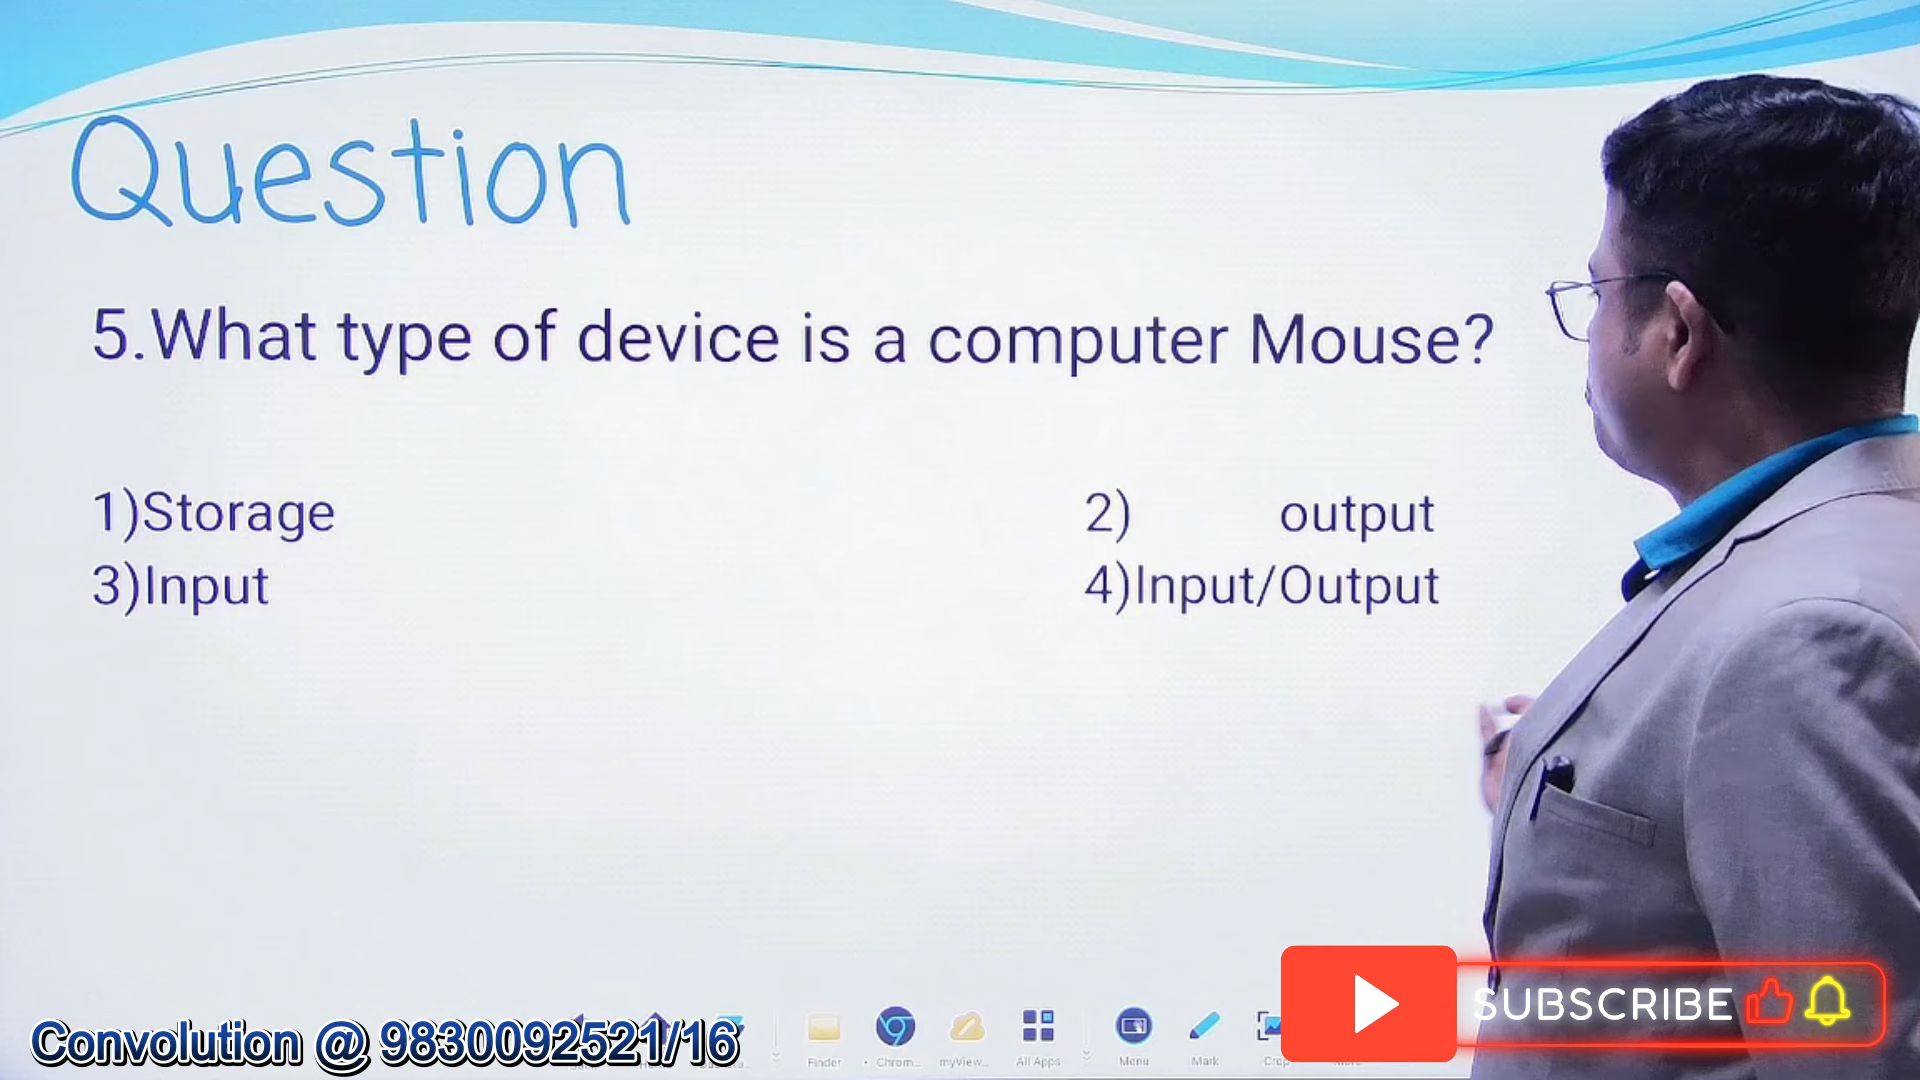 Question
5.What type of device is a computer Mouse?
1)Storage 2) output
3)Input 4)Input/Output
SUBSCRIBE
Convolution @ 9830092521/16
Finder Chrom... myView... All Apps Menu Mark Crop